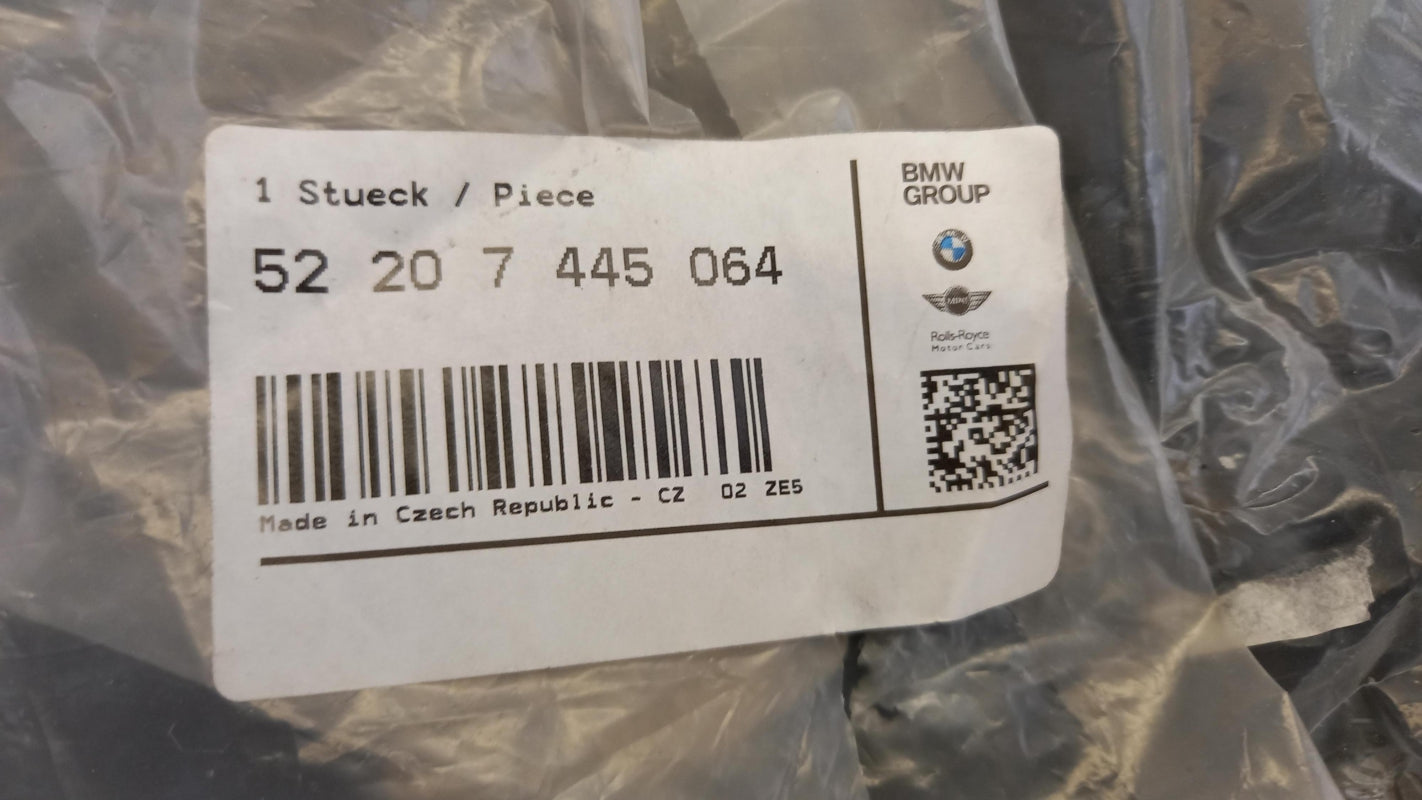 1 Stueck / Piece
52 20 7 445 064
Made in Czech Republic - CZ 02 ZE5
BMW
GROUP
MINI
Rolls-Royce
Motor Cars